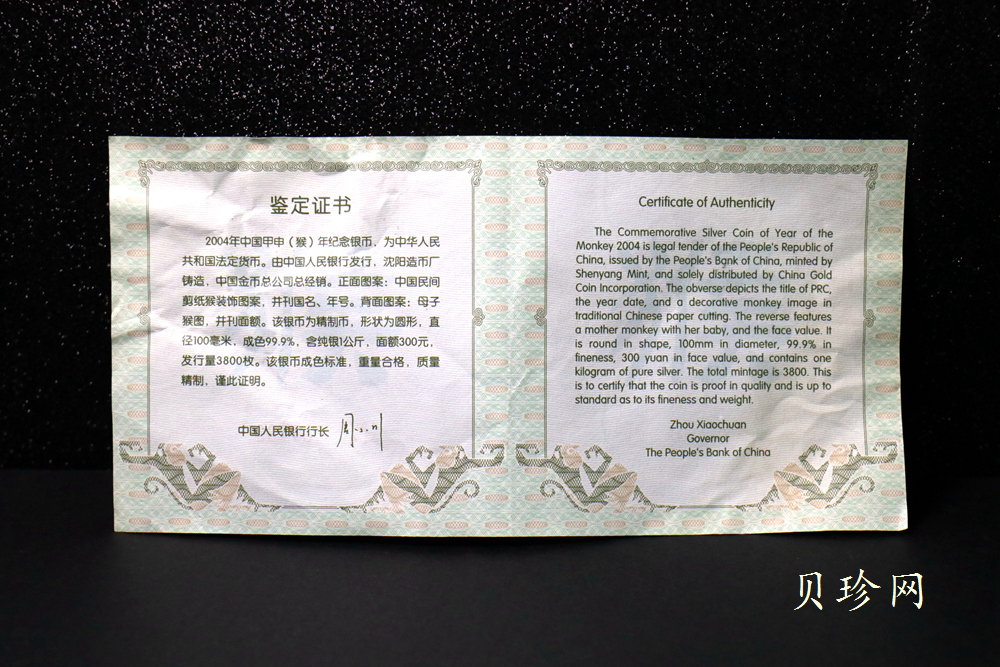 鉴定证书
2004年中国甲申（猴）年纪念银币，为中华人民
共和国法定货币。由中国人民银行发行，沈阳造币厂
铸造，中国金币总公司总经销。正面图案：中国民间
剪纸猴装饰图案，并刊国名、年号。背面图案：母子
猴图，并刊面额。该银币为精制币，形状为圆形，直
径100毫米，成色99.9%，含纯银1公斤，面额300元，
发行量3800枚。该银币成色标准，重量合格，质量
精制，谨此证明。
中国人民银行行长 周小川
Certificate of Authenticity
The Commemorative Silver Coin of Year of the
Monkey 2004 is legal tender of the People's Republic of
China, issued by the People's Bank of China, minted by
Shenyang Mint, and solely distributed by China Gold
Coin Incorporation. The obverse depicts the title of PRC,
the year date, and a decorative monkey image in
traditional Chinese paper cutting. The reverse features
a mother monkey with her baby, and the face value. It
is round in shape, 100mm in diameter, 99.9% in
fineness, 300 yuan in face value, and contains one
kilogram of pure silver. The total mintage is 3800. This
is to certify that the coin is proof in quality and is up to
standard as to its fineness and weight.
Zhou Xiaochuan
Governor
The People's Bank of China
贝珍网